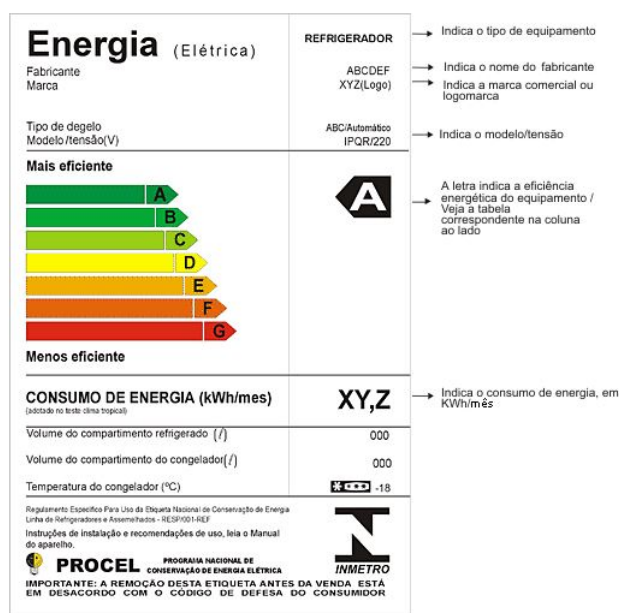 Energia (Elétrica) REFRIGERADOR
Indica o tipo de equipamento
Fabricante ABCDEF
Indica o nome do fabricante
Marca XYZ(Logo)
Indica a marca comercial ou
logomarca
Tipo de degelo ABC/Automático
Modelo/tensão(V) IPQR/220
Indica o modelo/tensão
Mais eficiente
A
B
C
D
E
F
G
Menos eficiente
A
A letra indica a eficiência
energética do equipamento /
Veja a tabela
correspondente na coluna
ao lado
CONSUMO DE ENERGIA (kWh/mes) XY,Z
(adotado no teste clima tropical)
Indica o consumo de energia, em
KWh/mês
Volume do compartimento refrigerado (l) 000
Volume do compartimento do congelador(l) 000
Temperatura do congelador (ºC) -18
Regulamento Específico Para Uso da Etiqueta Nacional de Conservação de Energia
Linha de Refrigeradores e Assemelhados - RESP/001-REF
Instruções de instalação e recomendações de uso, leia o Manual
do aparelho.
PROCEL PROGRAMA NACIONAL DE
CONSERVAÇÃO DE ENERGIA ELÉTRICA
INMETRO
IMPORTANTE: A REMOÇÃO DESTA ETIQUETA ANTES DA VENDA ESTÁ
EM DESACORDO COM O CÓDIGO DE DEFESA DO CONSUMIDOR